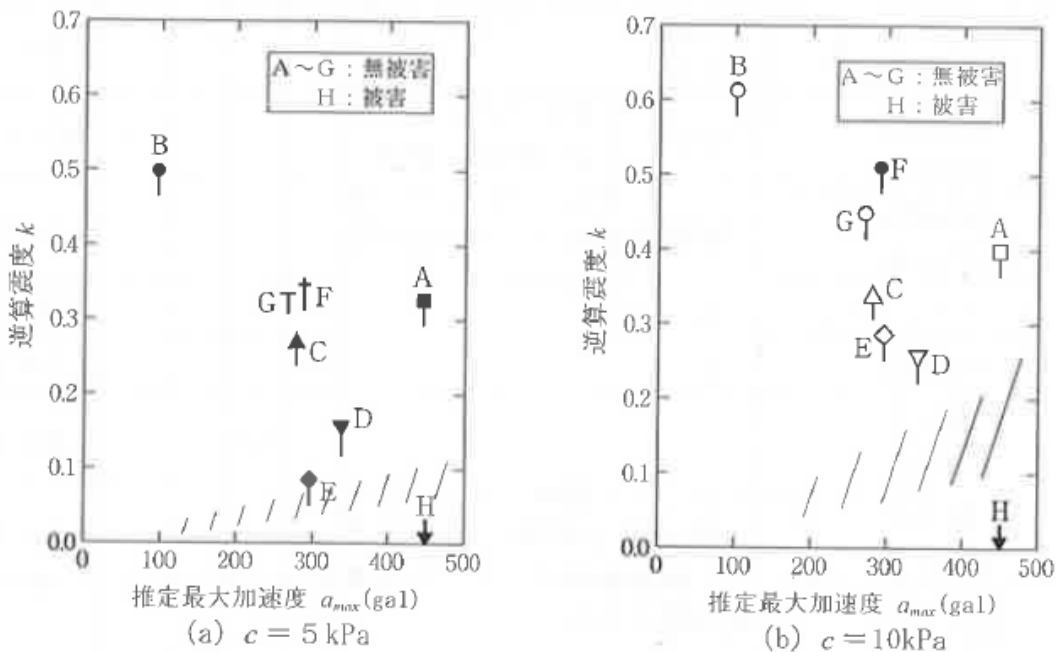 0.7
0.6
0.5
0.4
0.3
0.2
0.1
0.0
逆算震度 k
A～G：無被害
H：被害
B
A
G
F
C
D
E
H
0
100
200
300
400
500
推定最大加速度 amax(gal)
(a) c = 5 kPa
0.7
0.6
0.5
0.4
0.3
0.2
0.1
0.0
逆算震度 k
A～G：無被害
H：被害
B
F
G
A
C
E
D
H
0
100
200
300
400
500
推定最大加速度 amax(gal)
(b) c = 10kPa